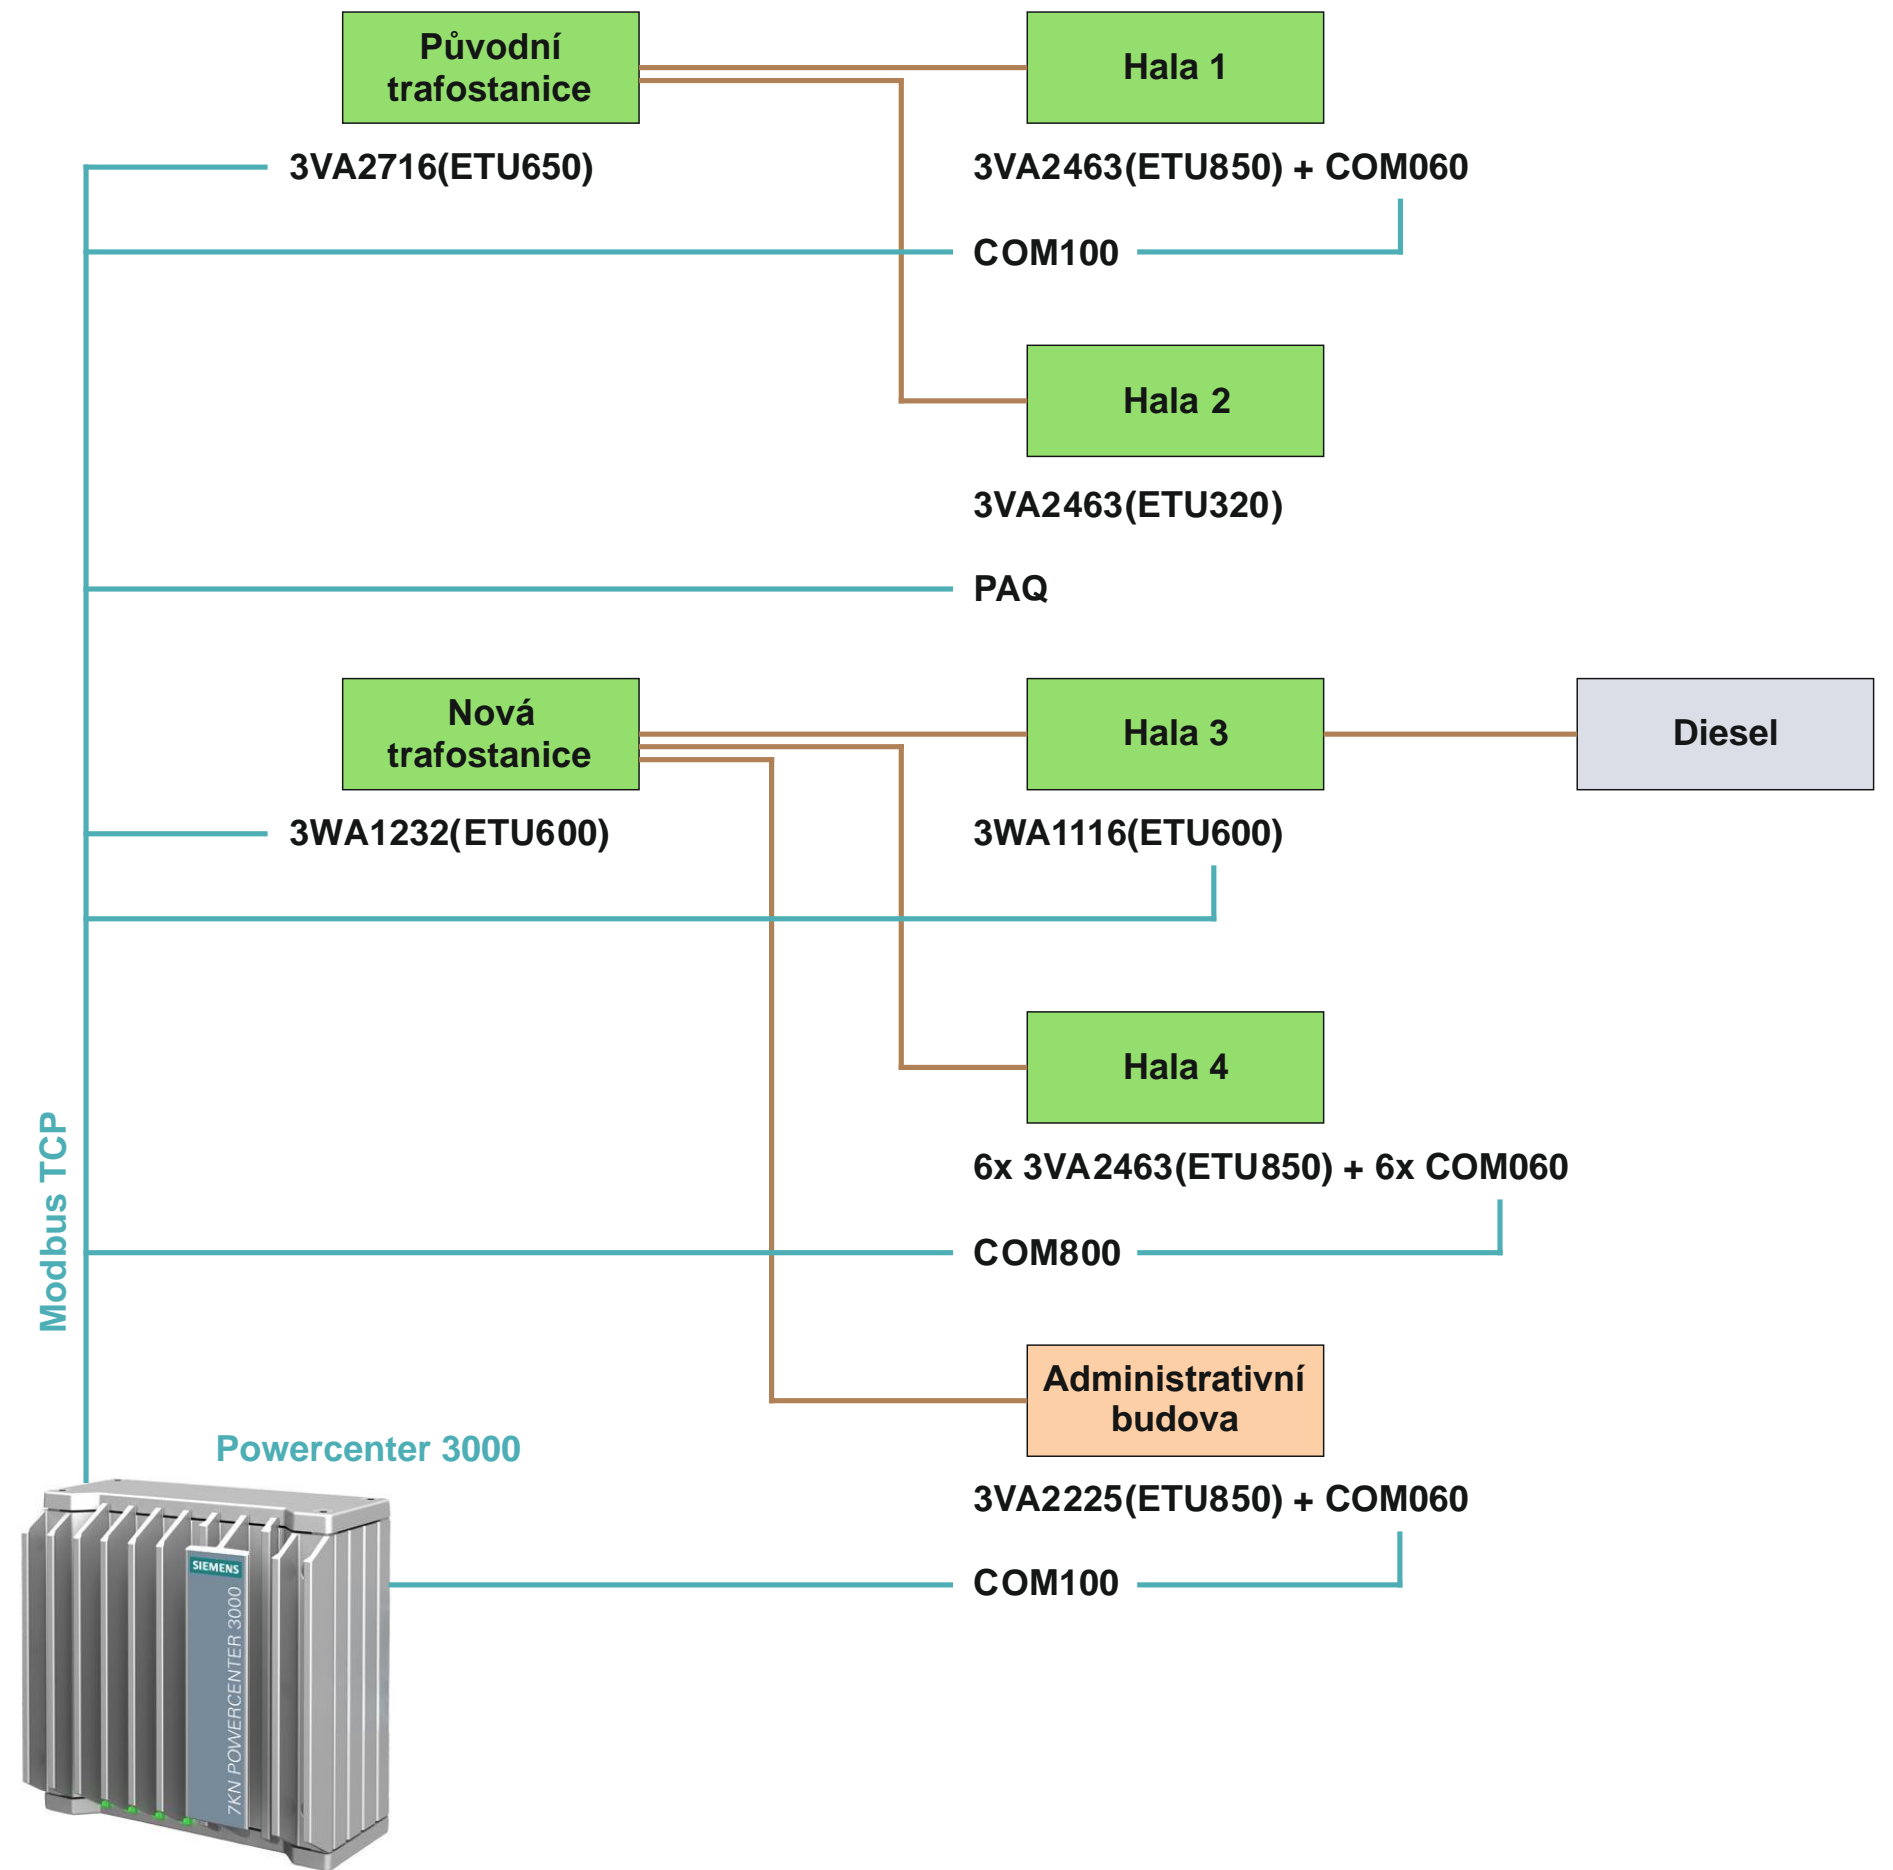 Původní
trafostanice
Hala 1
3VA2716(ETU650)
3VA2463(ETU850) + COM060
COM100
Hala 2
3VA2463(ETU320)
PAQ
Nová
trafostanice
Hala 3
Diesel
3WA1232(ETU600)
3WA1116(ETU600)
Hala 4
6x 3VA2463(ETU850) + 6x COM060
Modbus TCP
COM800
Administrativní
budova
Powercenter 3000
3VA2225(ETU850) + COM060
COM100
SIEMENS
7KN POWERCENTER 3000